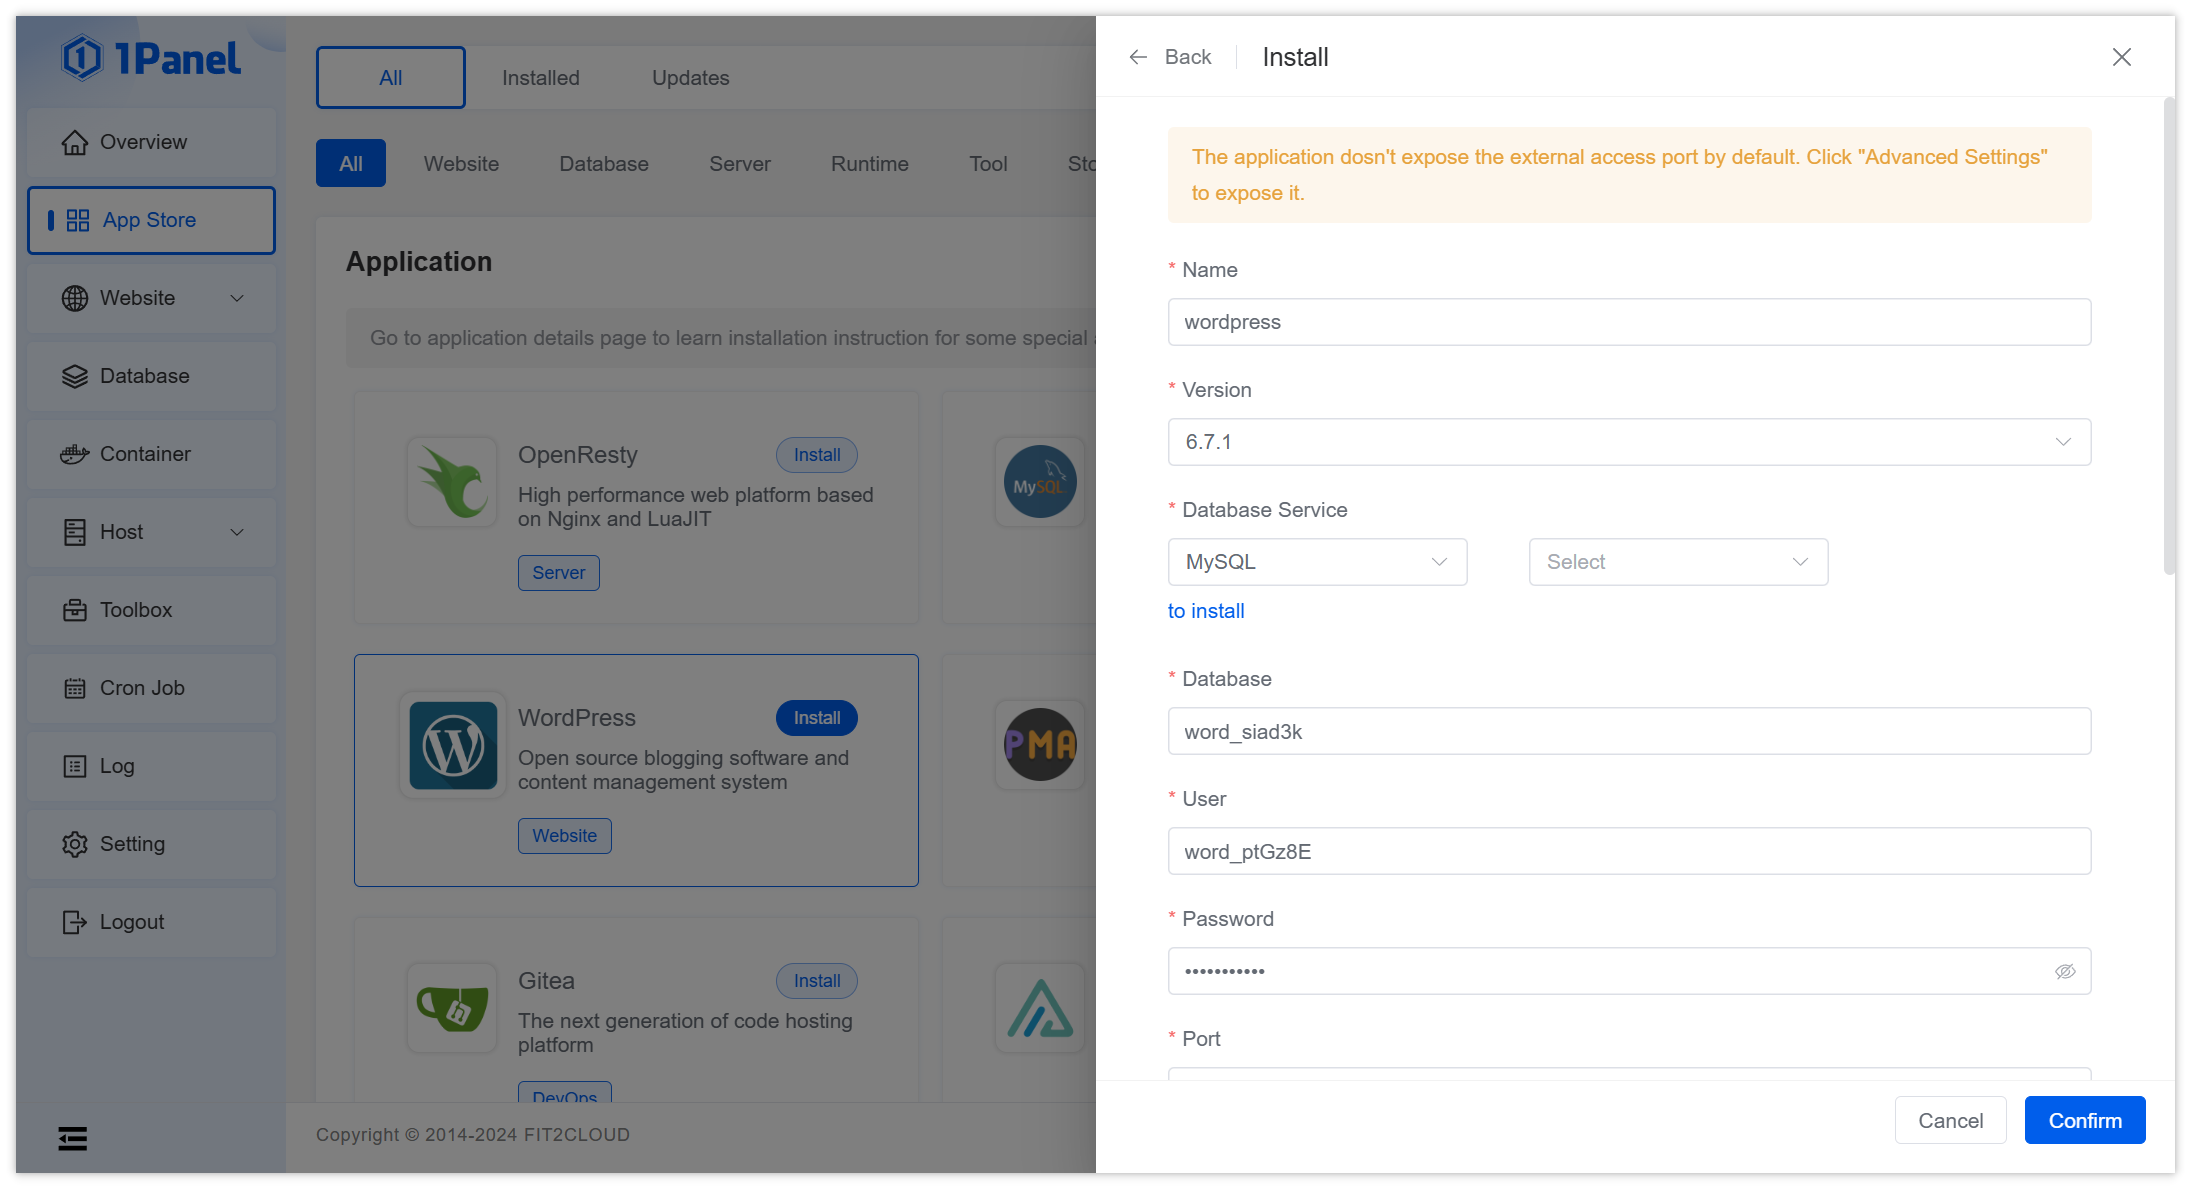 1Panel
Overview
App Store
Website
Database
Container
Host
Toolbox
Cron Job
Log
Setting
Logout
All
Installed
Updates
All
Website
Database
Server
Runtime
Tool
Application
Go to application details page to learn installation instruction for some special
OpenResty
Install
High performance web platform based
on Nginx and LuaJIT
Server
MySQL
WordPress
Install
Open source blogging software and
content management system
Website
PMA
Gitea
Install
The next generation of code hosting
platform
DevOps
Copyright © 2014-2024 FIT2CLOUD
Back
Install
The application dosn't expose the external access port by default. Click "Advanced Settings"
to expose it.
* Name
wordpress
* Version
6.7.1
* Database Service
MySQL
Select
to install
* Database
word_siad3k
* User
word_ptGz8E
* Password
•••••••••••
* Port
Cancel
Confirm